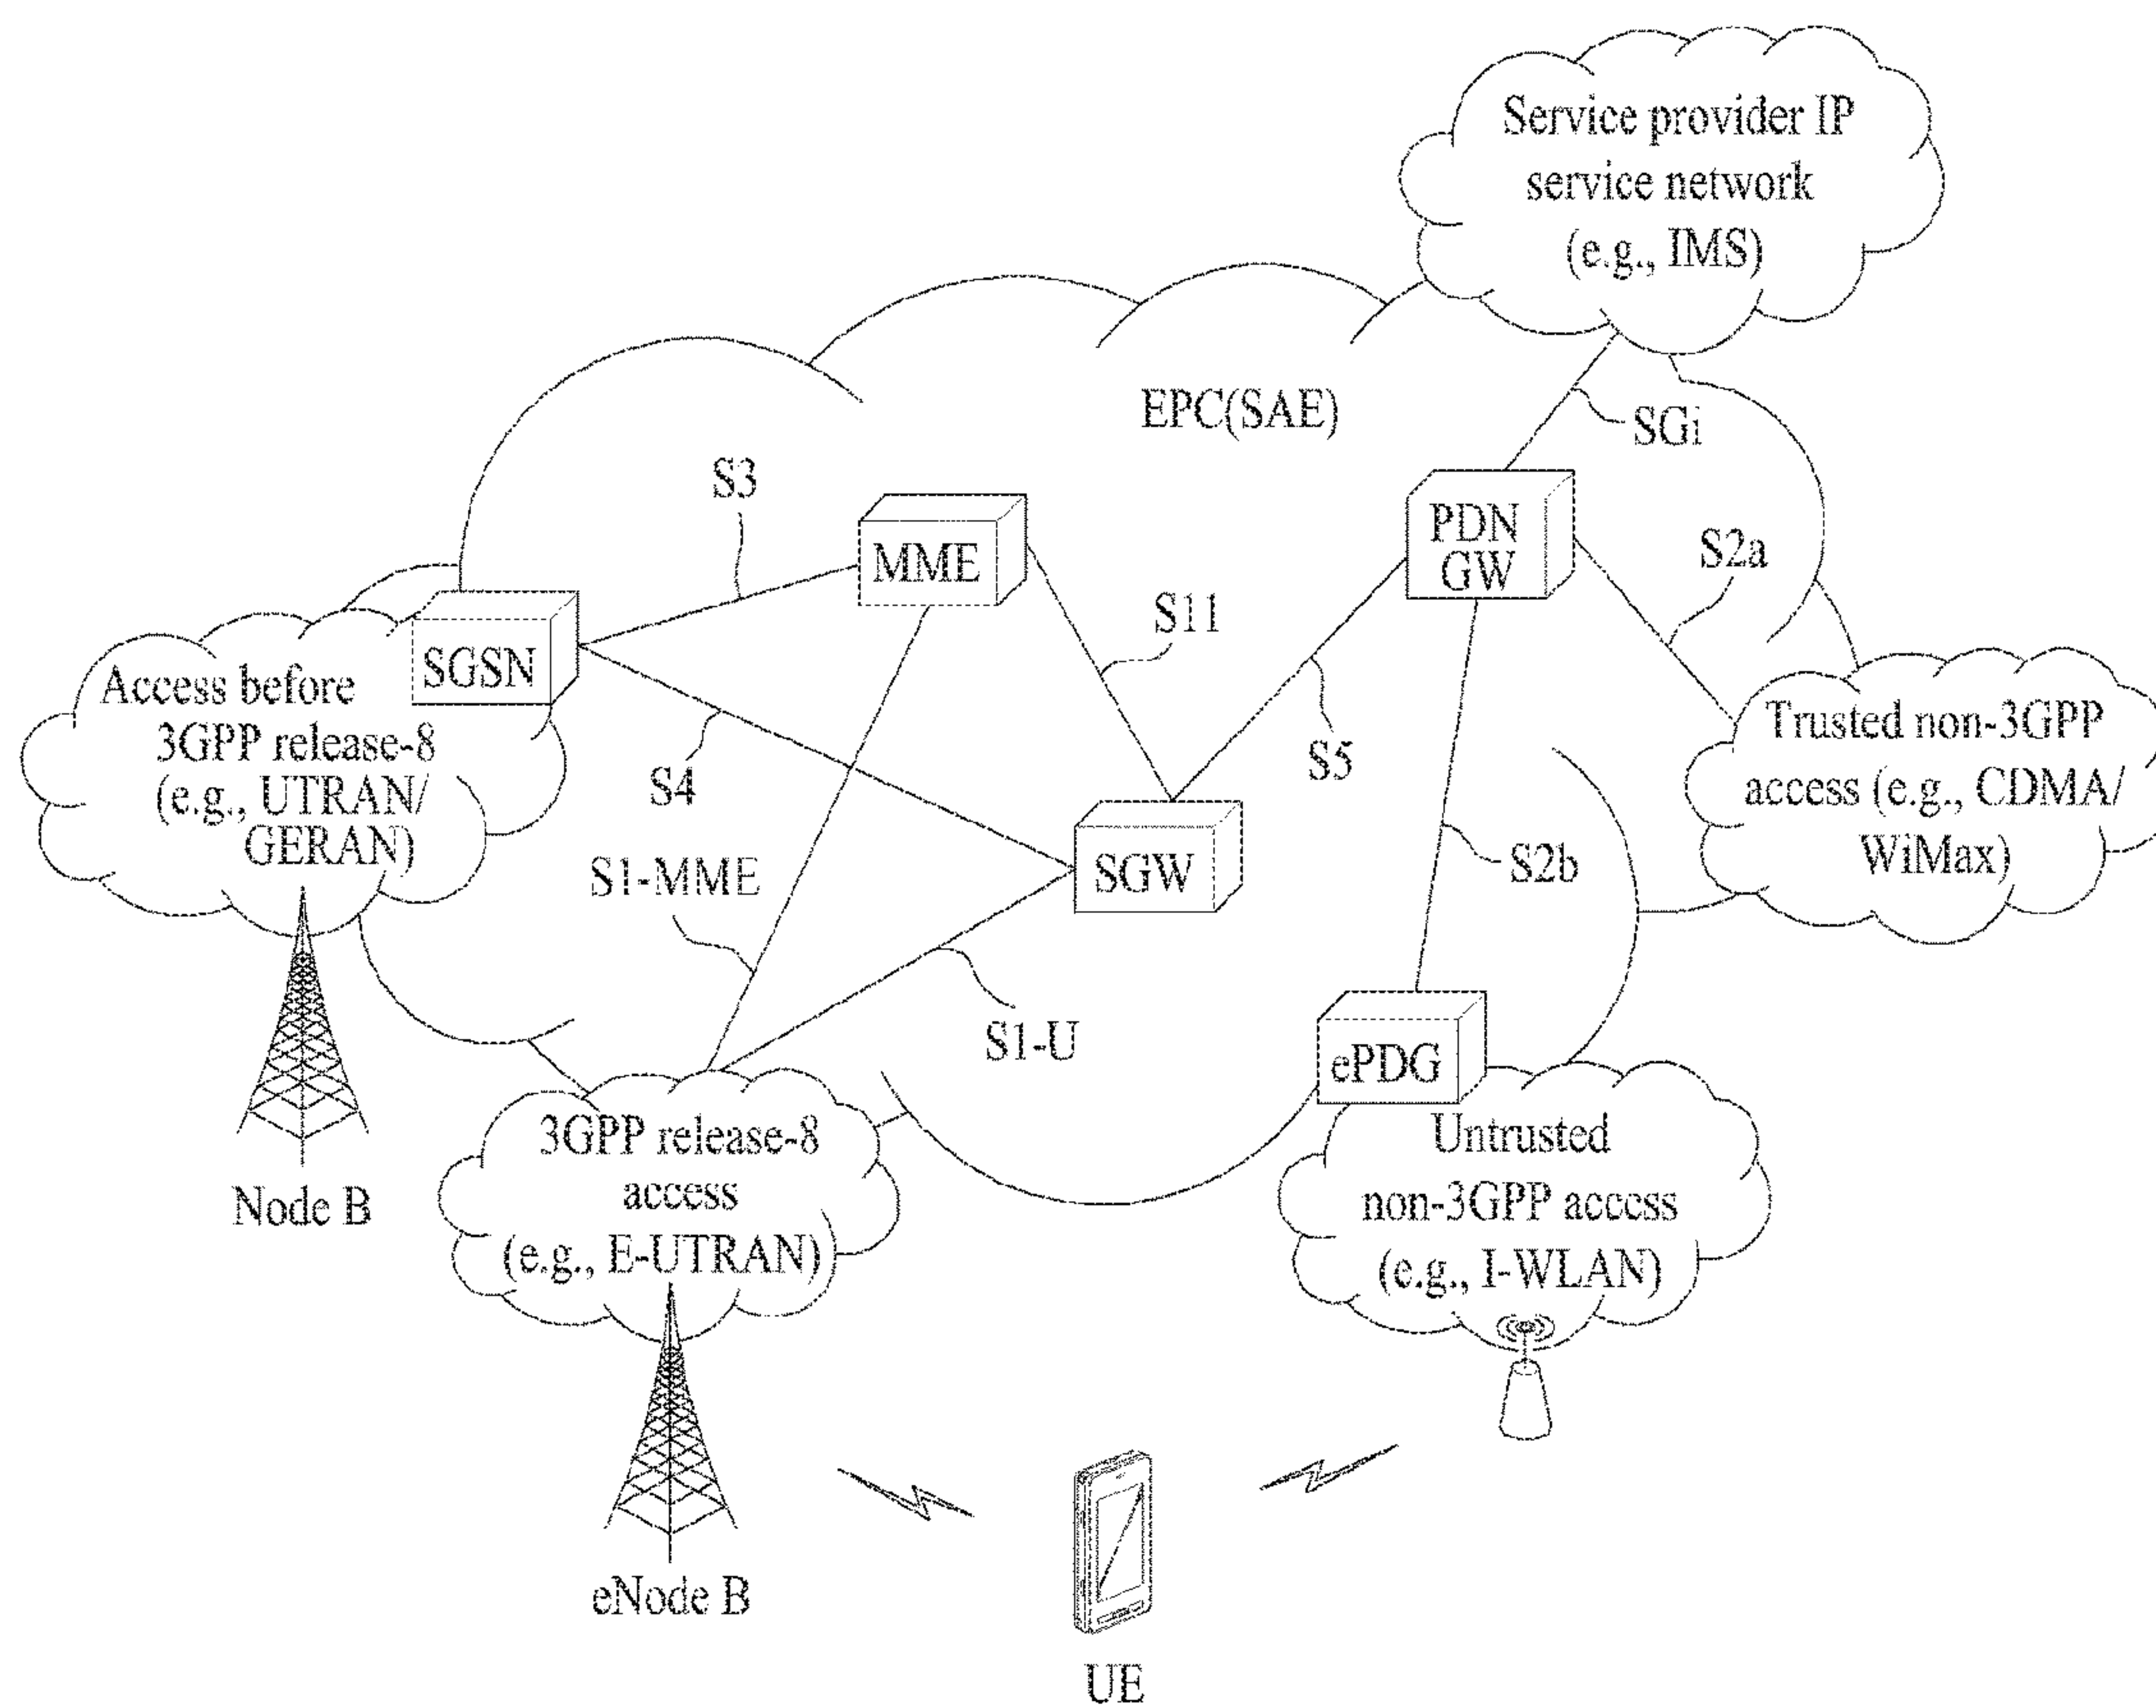 Service provider IP
service network
(e.g., IMS)
EPC(SAE)
SGi
S3
MME
PDN
GW
S2a
S11
SGSN
Access before
3GPP release-8
(e.g., UTRAN/
GERAN)
S4
S5
Trusted non-3GPP
access (e.g., CDMA/
WiMax)
S1-MME
SGW
S2b
S1-U
ePDG
Node B
3GPP release-8
access
(e.g., E-UTRAN)
Untrusted
non-3GPP access
(e.g., I-WLAN)
eNode B
UE